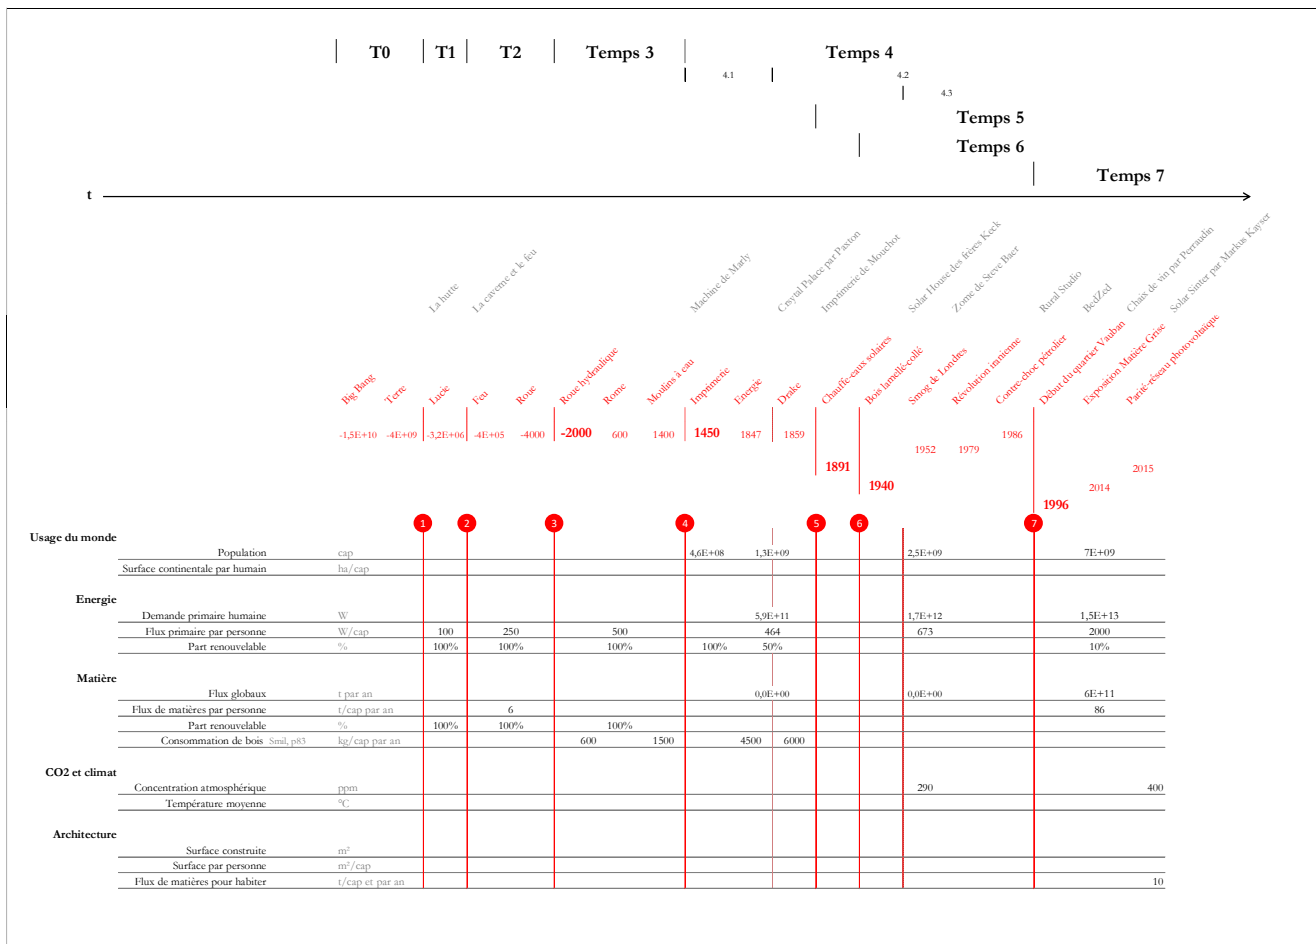 T0 T1 T2 Temps 3 Temps 4
4.1 4.2
4.3
Temps 5
Temps 6
Temps 7
t
La hutte
La caverne et le feu
Machine de Marly
Crsytal Palace par Paxton
Imprimerie de Mouchot
Solar House des frères Keck
Zome de Steve Baer
Rural Studio
BedZed
Chaix de vin par Perraudin
Solar Sinter par Markus Kayser
Big Bang
Terre
Lucie
Feu
Roue
Roue hydraulique
Rome
Moulins à eau
Imprimerie
Energie
Drake
Chauffe-eaux solaires
Bois lamellé-collé
Smog de Londres
Révolution iranienne
Contre-choc pétrolier
Début du quartier Vauban
Exposition Matière Grise
Parité-réseau photovoltaïque
-1,5E+10 -4E+09 -3,2E+06 -4E+05 -4000 -2000 600 1400 1450 1847 1859 1986
1952 1979
1891 2015
1940 2014
1996
1 2 3 4 5 6 7
Usage du monde
Population cap 4,6E+08 1,3E+09 2,5E+09 7E+09
Surface continentale par humain ha/cap
Energie
Demande primaire humaine W 5,9E+11 1,7E+12 1,5E+13
Flux primaire par personne W/cap 100 250 500 464 673 2000
Part renouvelable % 100% 100% 100% 100% 50% 10%
Matière
Flux globaux t par an 0,0E+00 0,0E+00 6E+11
Flux de matières par personne t/cap par an 6 86
Part renouvelable % 100% 100% 100%
Consommation de bois Smil, p83 kg/cap par an 600 1500 4500 6000
CO2 et climat
Concentration atmosphérique ppm 290 400
Température moyenne °C
Architecture
Surface construite m²
Surface par personne m²/cap
Flux de matières pour habiter t/cap et par an 10